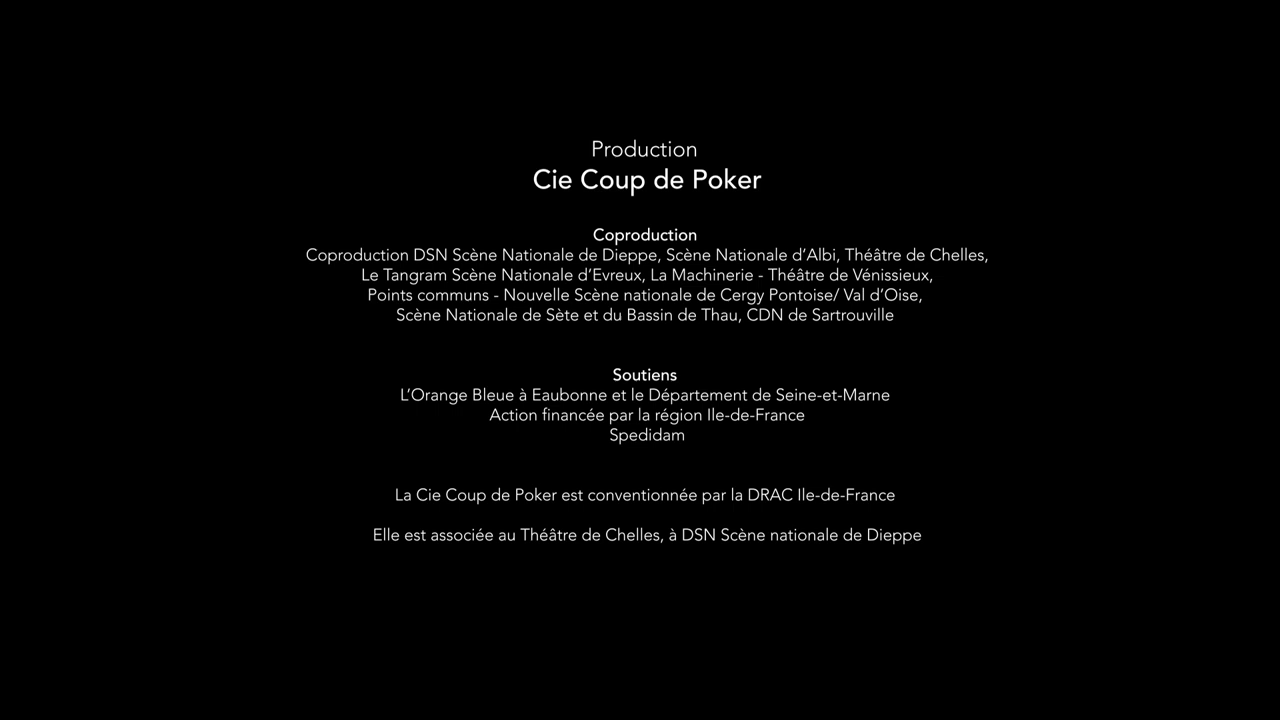 Production
Cie Coup de Poker
Coproduction
Coproduction DSN Scène Nationale de Dieppe, Scène Nationale d’Albi, Théâtre de Chelles,
Le Tangram Scène Nationale d’Evreux, La Machinerie - Théâtre de Vénissieux,
Points communs - Nouvelle Scène nationale de Cergy Pontoise/ Val d’Oise,
Scène Nationale de Sète et du Bassin de Thau, CDN de Sartrouville
Soutiens
L’Orange Bleue à Eaubonne et le Département de Seine-et-Marne
Action financée par la région Ile-de-France
Spedidam
La Cie Coup de Poker est conventionnée par la DRAC Ile-de-France
Elle est associée au Théâtre de Chelles, à DSN Scène nationale de Dieppe